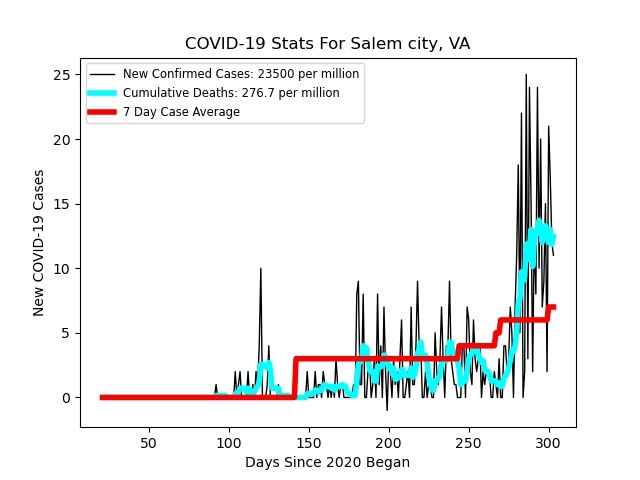 COVID-19 Stats For Salem city, VA
New Confirmed Cases: 23500 per million
Cumulative Deaths: 276.7 per million
7 Day Case Average
New COVID-19 Cases
25
20
15
10
5
0
50 100 150 200 250 300
Days Since 2020 Began